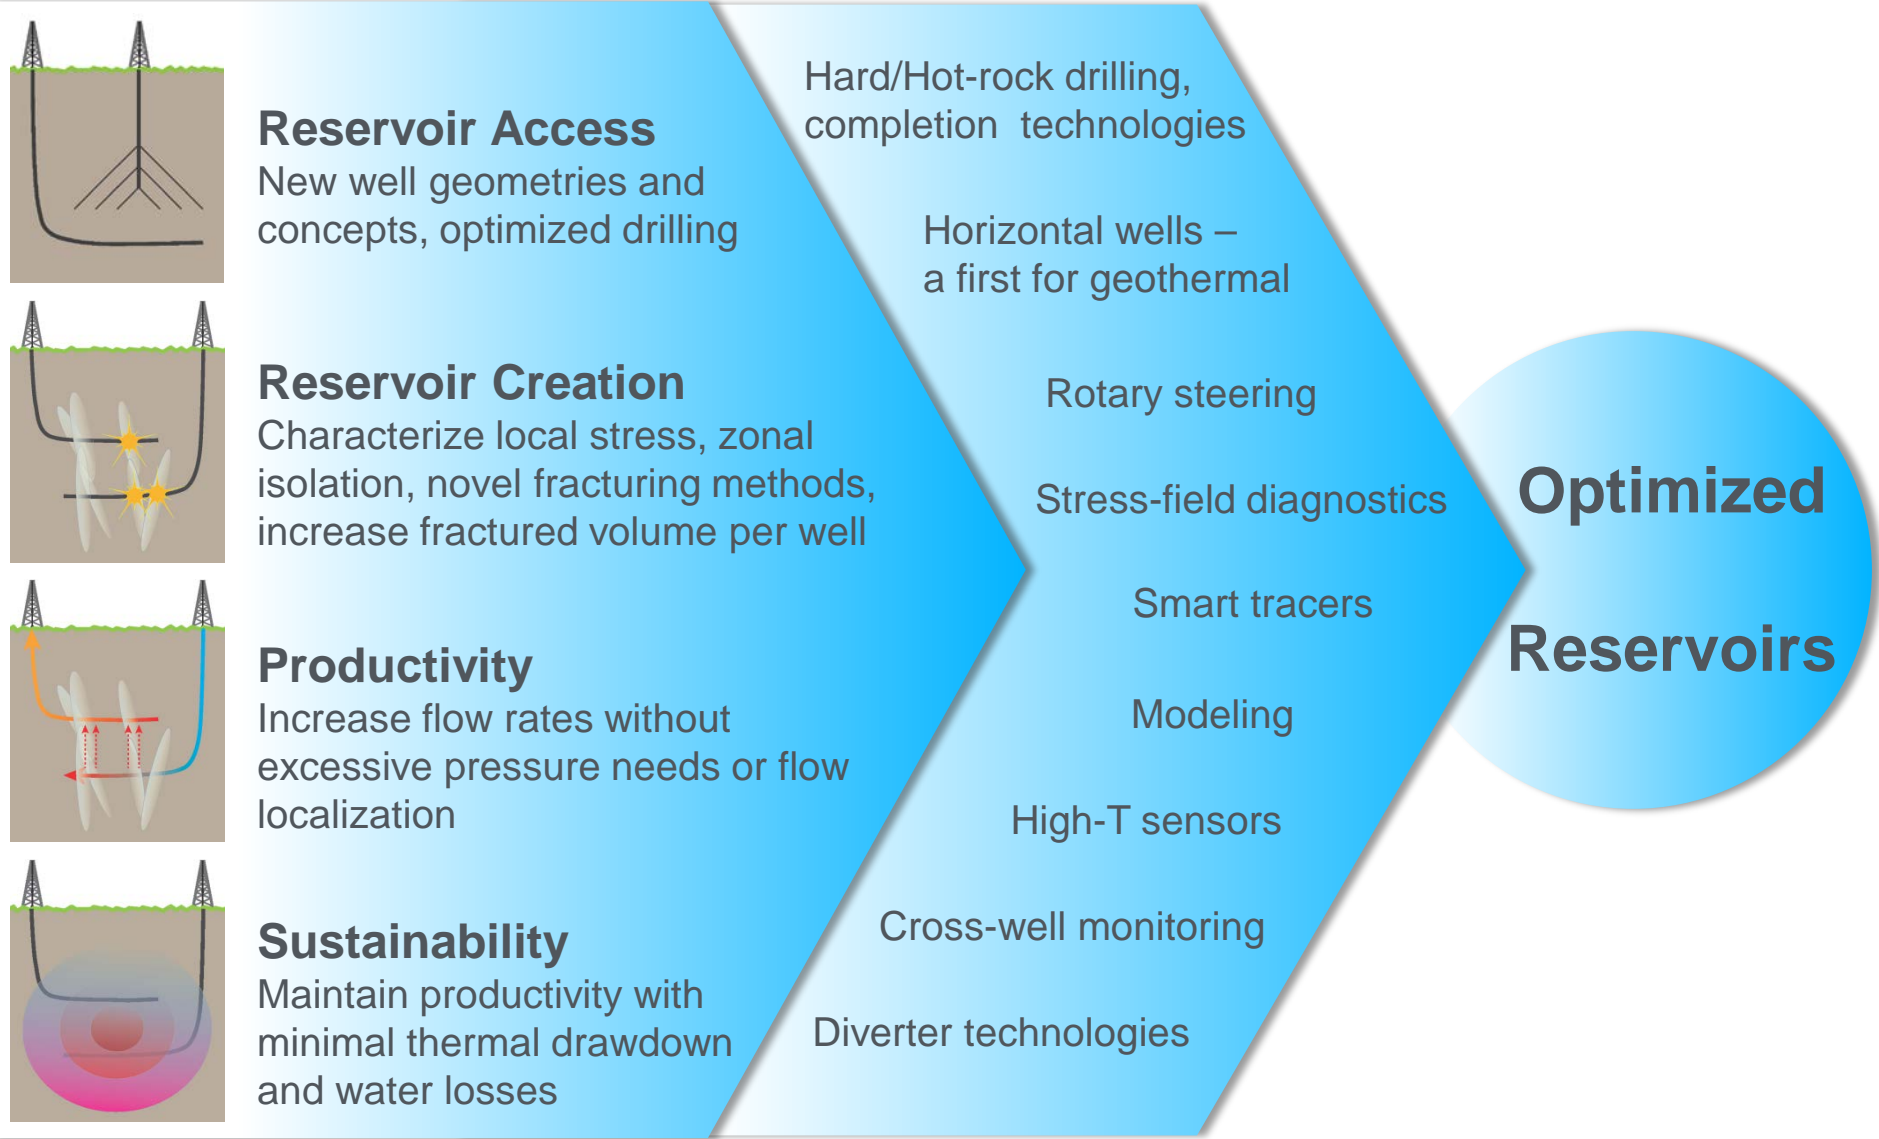 Reservoir Access
New well geometries and
concepts, optimized drilling
Reservoir Creation
Characterize local stress, zonal
isolation, novel fracturing methods,
increase fractured volume per well
Productivity
Increase flow rates without
excessive pressure needs or flow
localization
Sustainability
Maintain productivity with
minimal thermal drawdown
and water losses
Hard/Hot-rock drilling,
completion technologies
Horizontal wells –
a first for geothermal
Rotary steering
Stress-field diagnostics
Smart tracers
Modeling
High-T sensors
Cross-well monitoring
Diverter technologies
Optimized
Reservoirs